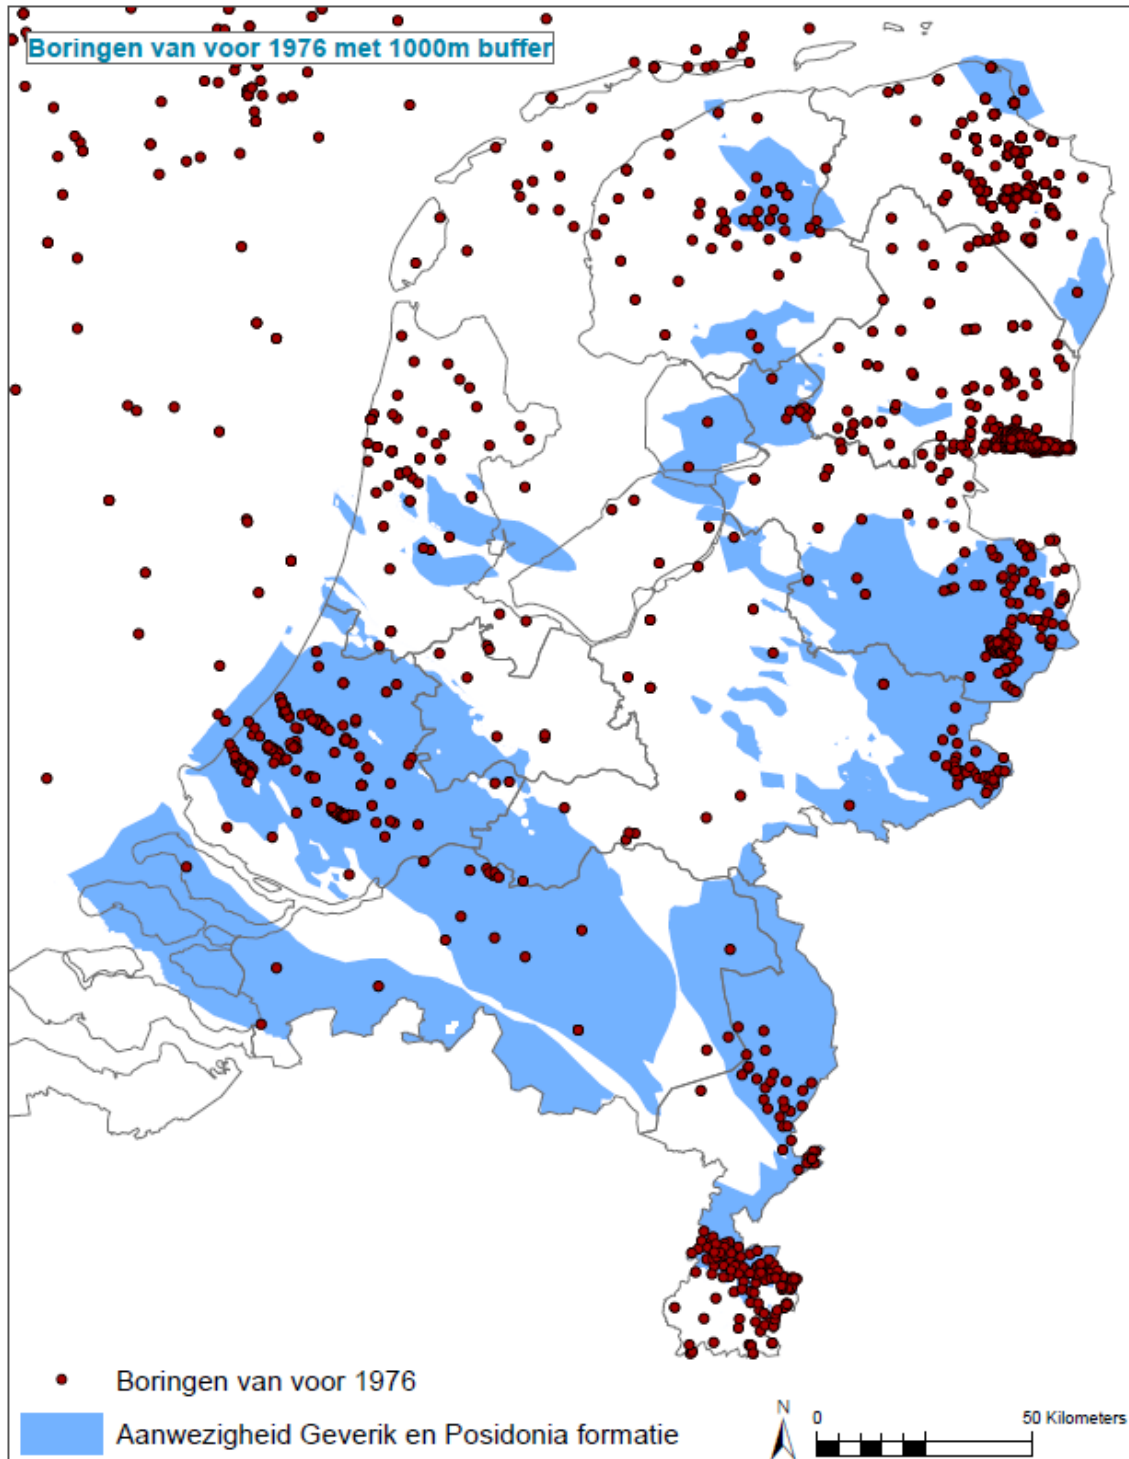 Boringen van voor 1976 met 1000m buffer
Boringen van voor 1976
Aanwezigheid Geverik en Posidonia formatie
N
0 50 Kilometers